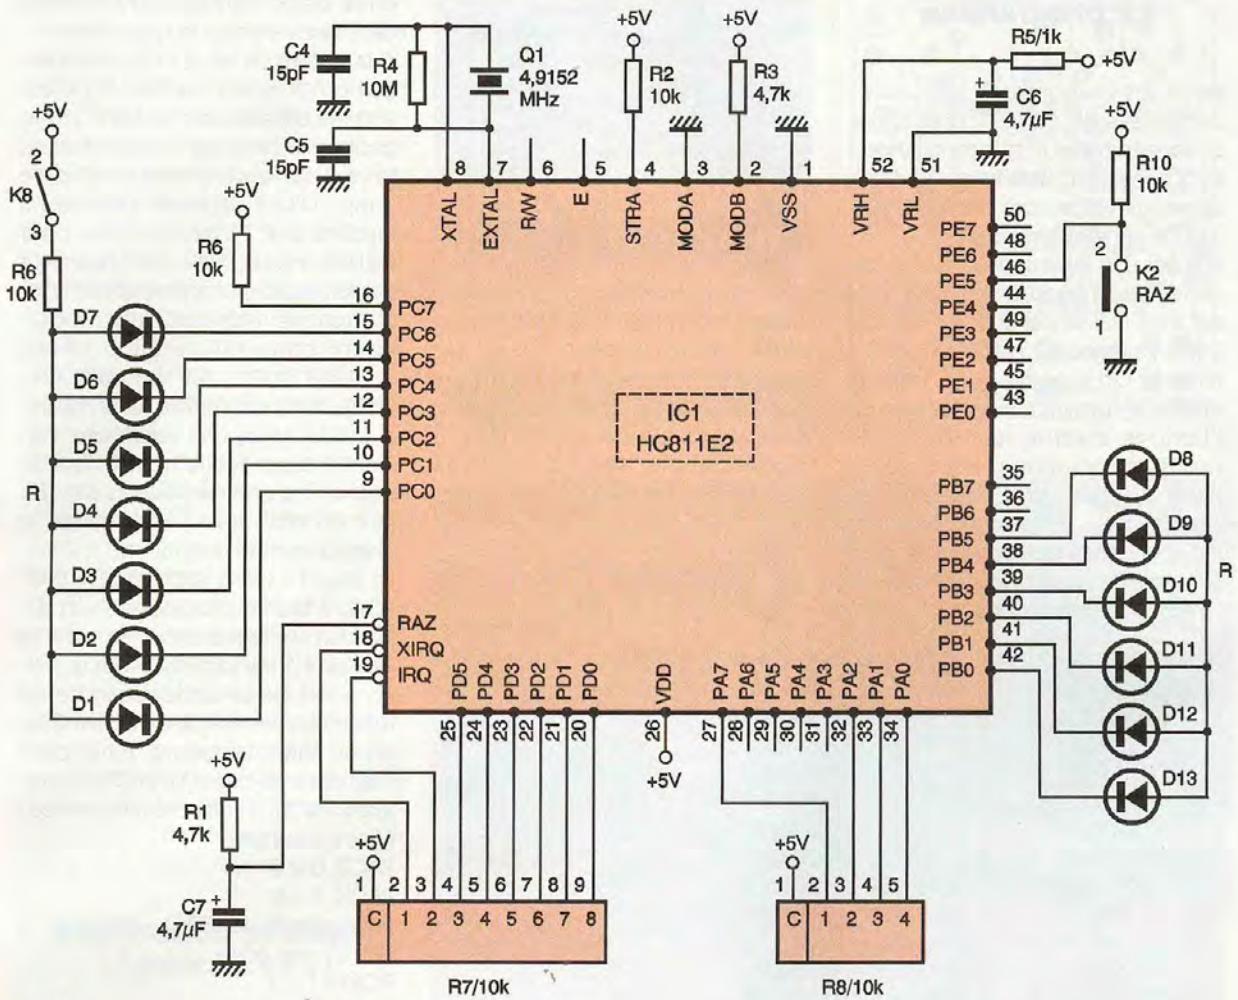 C4
15pF
R4
10M
Q1
4,9152
MHz
C5
15pF
+5V
R2
10k
+5V
R3
4,7k
R5/1k
+5V
+
C6
4,7µF
+5V
R10
10k
2
K2
RAZ
1
+5V
2
K8
3
R6
10k
+5V
R6
10k
8
7
6
5
4
3
2
1
52
51
XTAL
EXTAL
R/W
E
STRA
MODA
MODB
VSS
VRH
VRL
16
PC7
15
PC6
14
PC5
13
PC4
12
PC3
11
PC2
10
PC1
9
PC0
17
RAZ
18
XIRQ
19
IRQ
D7
D6
D5
R
D4
D3
D2
D1
IC1
HC811E2
PE7
50
PE6
48
PE5
46
PE4
44
PE3
49
PE2
47
PE1
45
PE0
43
PB7
35
PB6
36
PB5
37
PB4
38
PB3
39
PB2
40
PB1
41
PB0
42
D8
D9
D10
R
D11
D12
D13
PD5
PD4
PD3
PD2
PD1
PD0
VDD
PA7
PA6
PA5
PA4
PA3
PA2
PA1
PA0
25
24
23
22
21
20
26
27
28
29
30
31
32
33
34
+5V
+5V
R1
4,7k
C7
+
4,7µF
+5V
1
2
3
4
5
6
7
8
9
C
1
2
3
4
5
6
7
8
R7/10k
+5V
1
2
3
4
5
C
1
2
3
4
R8/10k